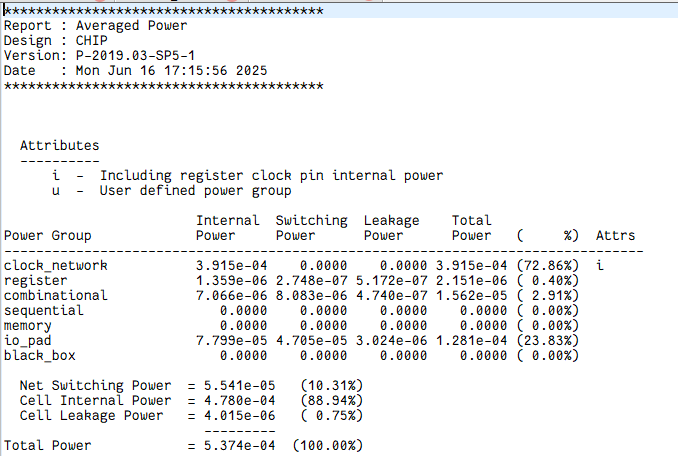 ****************************************
Report : Averaged Power
Design : CHIP
Version: P-2019.03-SP5-1
Date   : Mon Jun 16 17:15:56 2025
****************************************
  Attributes
  ----------
      i  -  Including register clock pin internal power
      u  -  User defined power group
                        Internal  Switching  Leakage    Total
Power Group             Power     Power      Power      Power   (      %)  Attrs
--------------------------------------------------------------------------------
clock_network           3.915e-04    0.0000    0.0000 3.915e-04 (72.86%)  i
register                1.359e-06 2.748e-07 5.172e-07 2.151e-06 ( 0.40%)
combinational           7.066e-06 8.083e-06 4.740e-07 1.562e-05 ( 2.91%)
sequential                 0.0000    0.0000    0.0000    0.0000 ( 0.00%)
memory                     0.0000    0.0000    0.0000    0.0000 ( 0.00%)
io_pad                  7.799e-05 4.705e-05 3.024e-06 1.281e-04 (23.83%)
black_box                  0.0000    0.0000    0.0000    0.0000 ( 0.00%)
  Net Switching Power  = 5.541e-05   (10.31%)
  Cell Internal Power  = 4.780e-04   (88.94%)
  Cell Leakage Power   = 4.015e-06   ( 0.75%)
                         ---------
Total Power            = 5.374e-04  (100.00%)